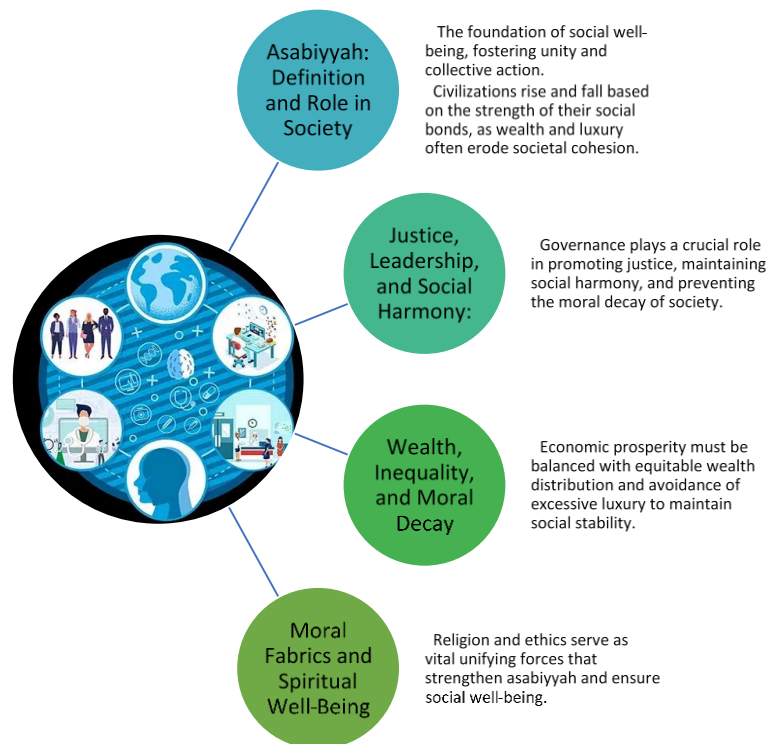 Asabiyyah:
Definition
and Role in
Society
The foundation of social well-
being, fostering unity and
collective action.
Civilizations rise and fall based
on the strength of their social
bonds, as wealth and luxury
often erode societal cohesion.
Justice,
Leadership,
and Social
Harmony:
Governance plays a crucial role
in promoting justice, maintaining
social harmony, and preventing
the moral decay of society.
Wealth,
Inequality,
and Moral
Decay
Economic prosperity must be
balanced with equitable wealth
distribution and avoidance of
excessive luxury to maintain
social stability.
Moral
Fabrics and
Spiritual
Well-Being
Religion and ethics serve as
vital unifying forces that
strengthen asabiyyah and ensure
social well-being.